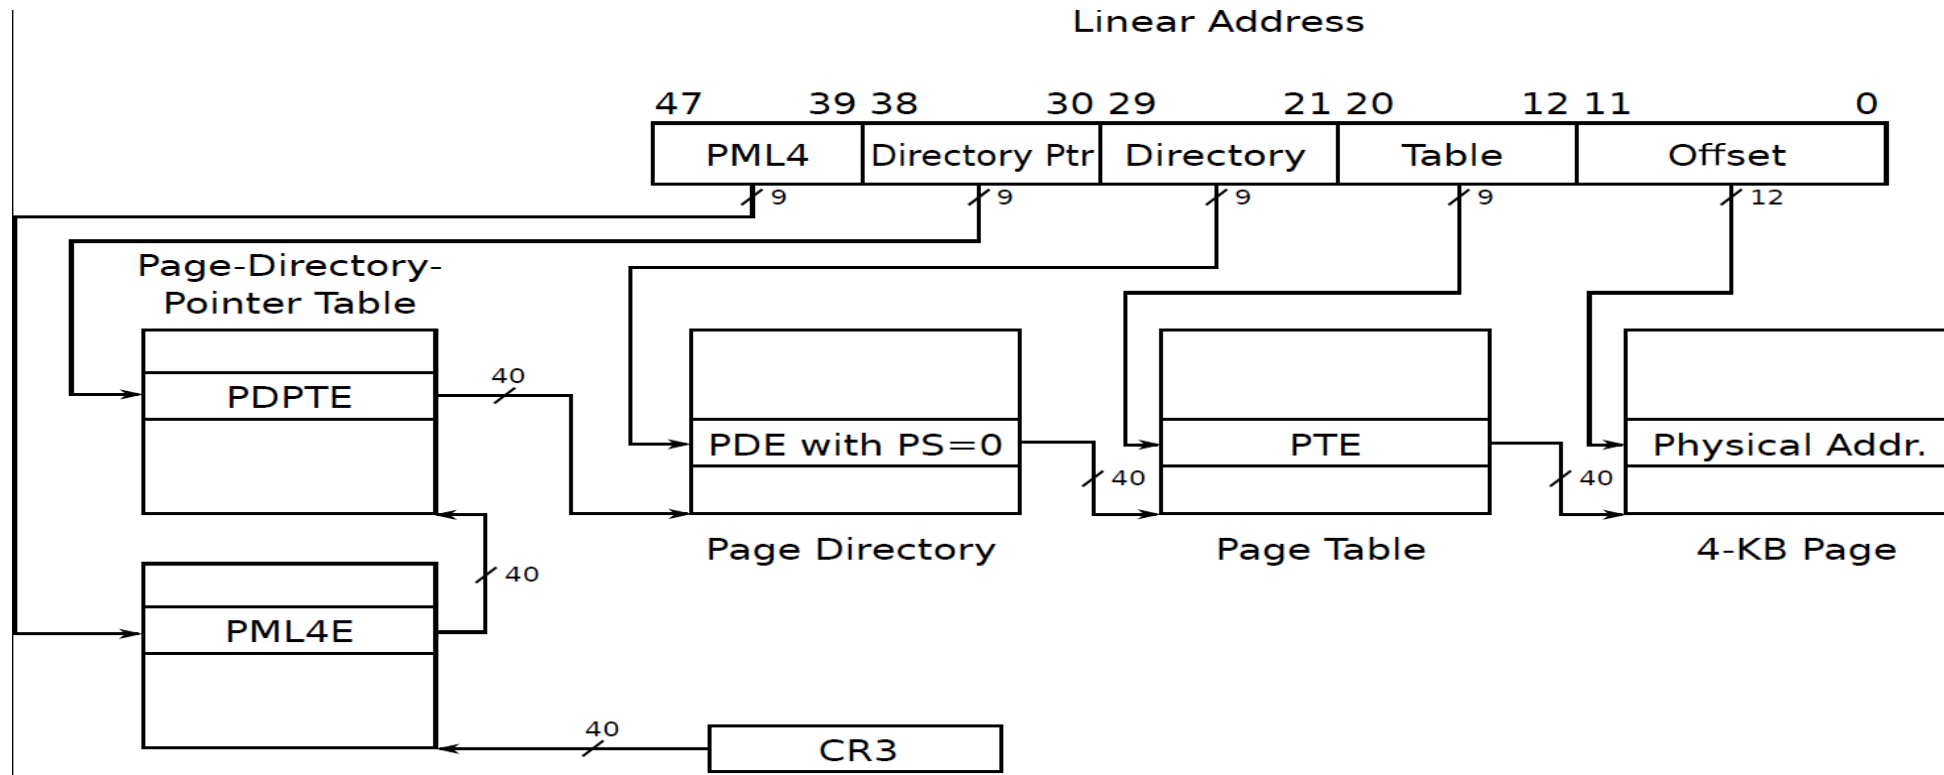 Linear Address
47 39 38 30 29 21 20 12 11 0
PML4 Directory Ptr Directory Table Offset
9 9 9 9 12
Page-Directory-
Pointer Table
40
PDPTE
PDE with PS=0 PTE Physical Addr.
40 40
Page Directory Page Table 4-KB Page
40
PML4E
40
CR3